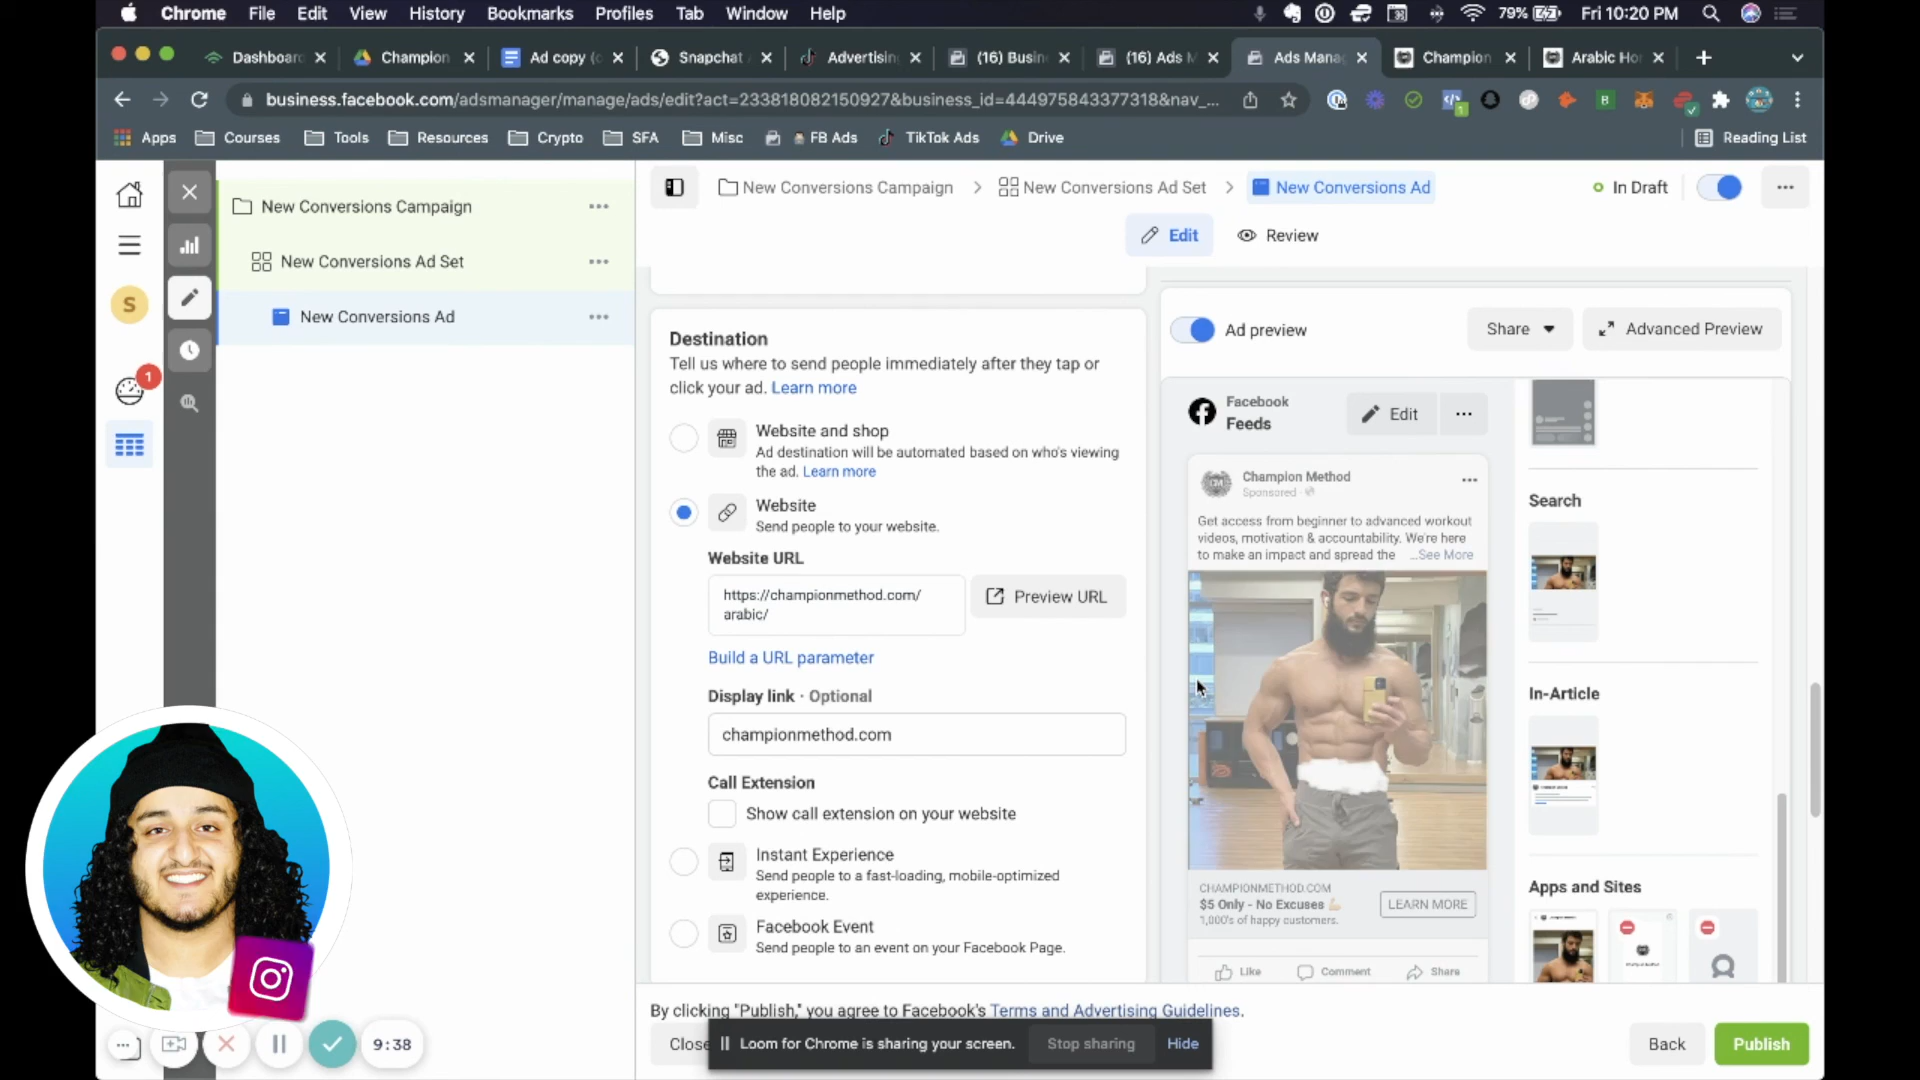 Chrome File Edit View History Bookmarks Profiles Tab Window Help 79% Fri 10:20 PM
Dashboar Champion Ad copy (c Snapchat Advertising (16) Busin (16) Ads M Ads Mana Champion Arabic Ho
business.facebook.com/adsmanager/manage/ads/edit?act=233818082150927&business_id=444975843377318&nav_...
Apps Courses Tools Resources Crypto SFA Misc FB Ads TikTok Ads Drive Reading List
New Conversions Campaign
New Conversions Ad Set
New Conversions Ad
S
1
New Conversions Campaign > New Conversions Ad Set > New Conversions Ad
In Draft
Edit Review
Destination
Tell us where to send people immediately after they tap or
click your ad. Learn more
Website and shop
Ad destination will be automated based on who's viewing
the ad. Learn more
Website
Send people to your website.
Website URL
https://championmethod.com/
arabic/
Preview URL
Build a URL parameter
Display link · Optional
championmethod.com
Call Extension
Show call extension on your website
Instant Experience
Send people to a fast-loading, mobile-optimized
experience.
Facebook Event
Send people to an event on your Facebook Page.
Ad preview Share Advanced Preview
Facebook
Feeds
Edit
CM
Champion Method
Sponsored ·
Get access from beginner to advanced workout
videos, motivation & accountability. We're here
to make an impact and spread the ...See More
CHAMPIONMETHOD.COM
$5 Only - No Excuses 💪🏼
1,000's of happy customers.
LEARN MORE
Like Comment Share
Search
In-Article
Apps and Sites
By clicking "Publish," you agree to Facebook's Terms and Advertising Guidelines.
Close
Loom for Chrome is sharing your screen. Stop sharing Hide
Back Publish
9:38